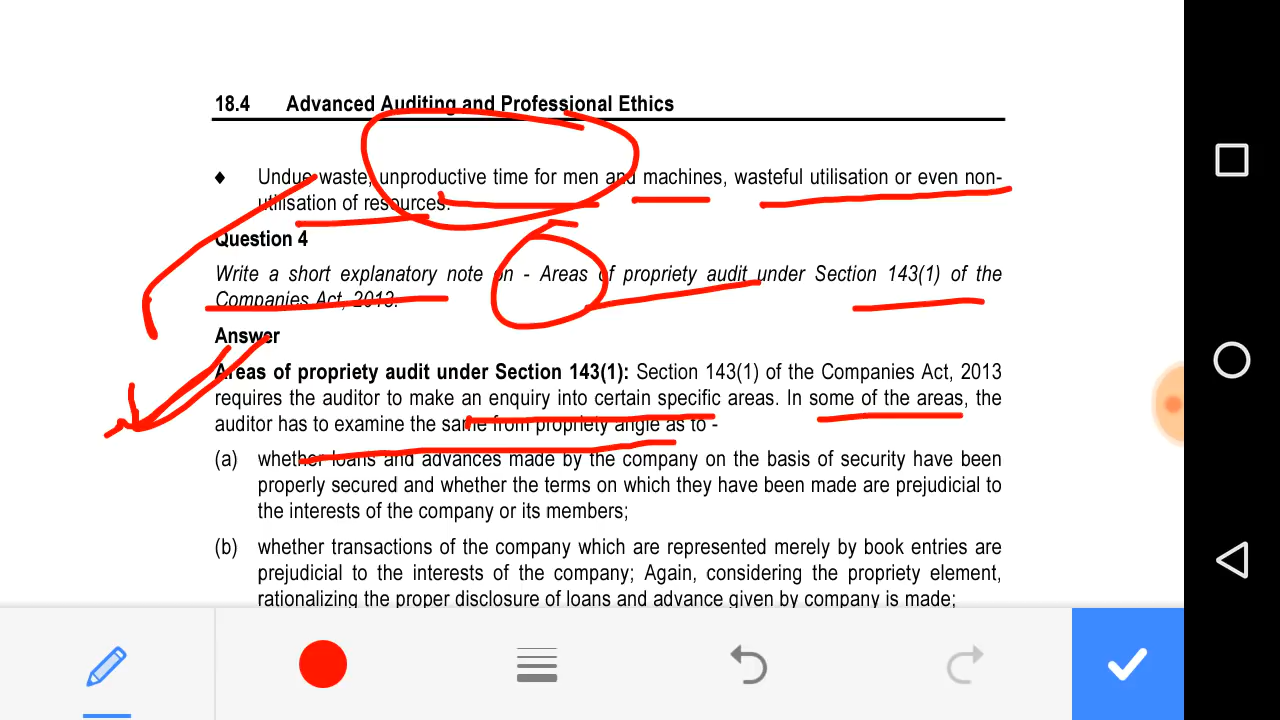 18.4 Advanced Auditing and Professional Ethics
♦ Undue waste, unproductive time for men and machines, wasteful utilisation or even non-
utilisation of resources.
Question 4
Write a short explanatory note on - Areas of propriety audit under Section 143(1) of the
Companies Act, 2013.
Answer
Areas of propriety audit under Section 143(1): Section 143(1) of the Companies Act, 2013
requires the auditor to make an enquiry into certain specific areas. In some of the areas, the
auditor has to examine the same from propriety angle as to -
(a) whether loans and advances made by the company on the basis of security have been
properly secured and whether the terms on which they have been made are prejudicial to
the interests of the company or its members;
(b) whether transactions of the company which are represented merely by book entries are
prejudicial to the interests of the company; Again, considering the propriety element,
rationalizing the proper disclosure of loans and advance given by company is made;